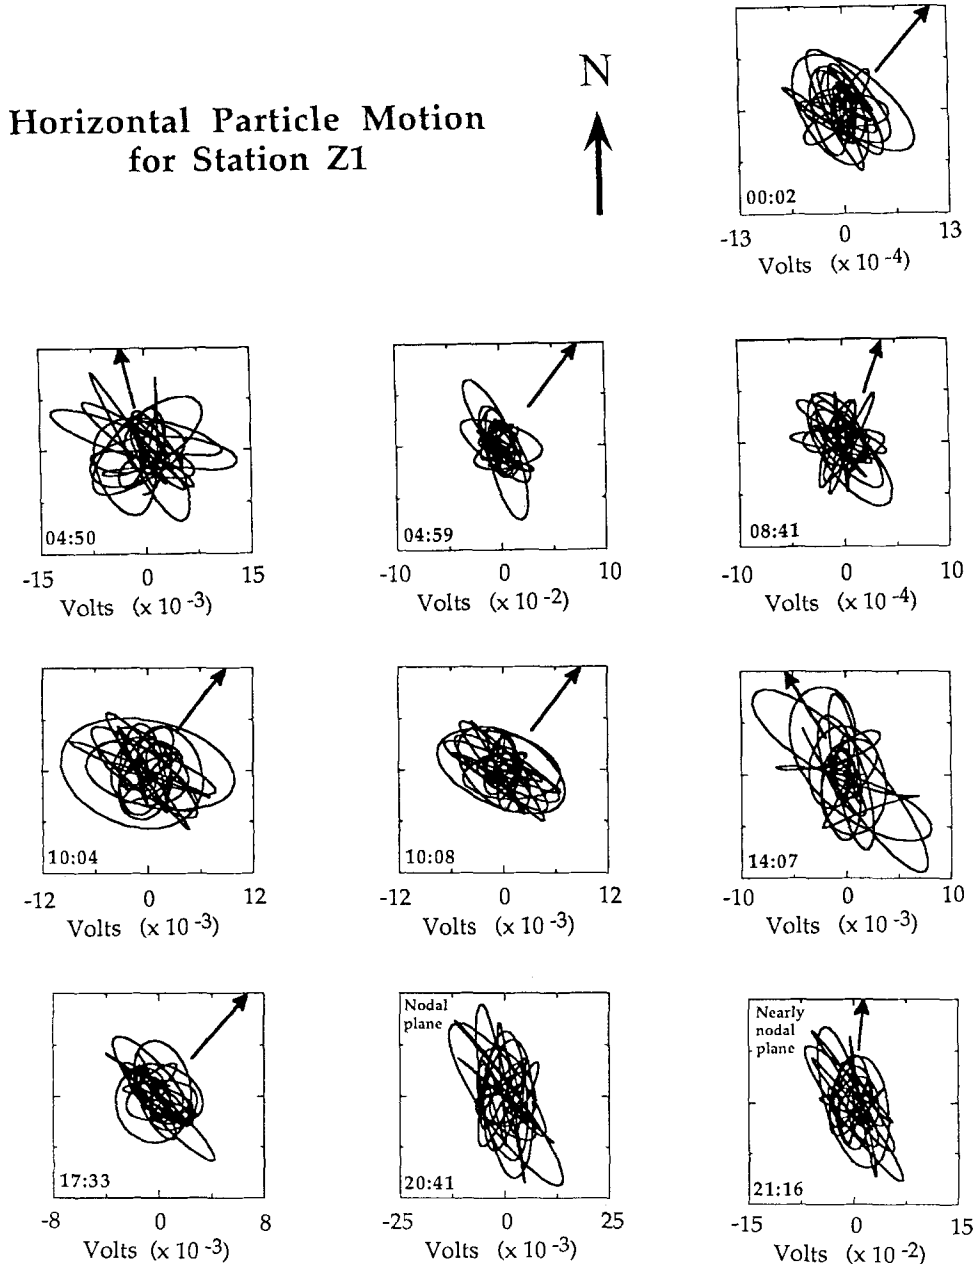 Horizontal Particle Motion
for Station Z1
N
00:02
-13 0 13
Volts (x 10 -4)
04:50
-15 0 15
Volts (x 10 -3)
04:59
-10 0 10
Volts (x 10 -2)
08:41
-10 0 10
Volts (x 10 -4)
10:04
-12 0 12
Volts (x 10 -3)
10:08
-12 0 12
Volts (x 10 -3)
14:07
-10 0 10
Volts (x 10 -3)
17:33
-8 0 8
Volts (x 10 -3)
Nodal
plane
20:41
-25 0 25
Volts (x 10 -3)
Nearly
nodal
plane
21:16
-15 0 15
Volts (x 10 -2)